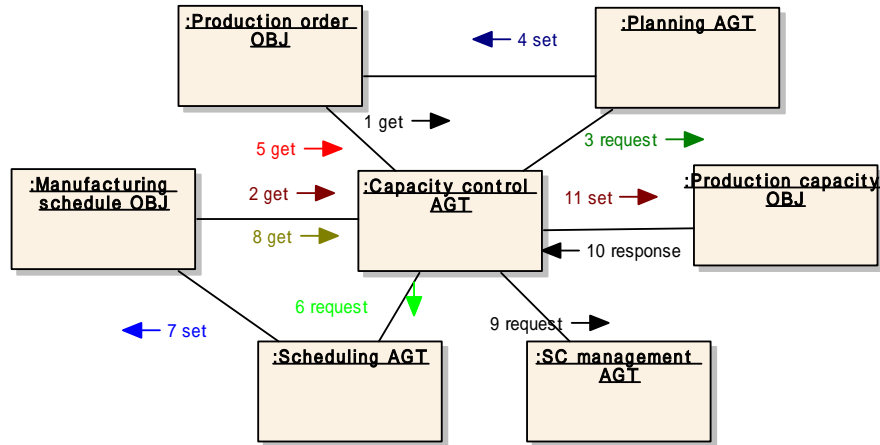 :Production order
OBJ
:Planning AGT
4 set
1 get
3 request
5 get
:Manufacturing
schedule OBJ
2 get
:Capacity control
AGT
11 set
:Production capacity
OBJ
8 get
10 response
6 request
9 request
7 set
:Scheduling AGT
:SC management
AGT